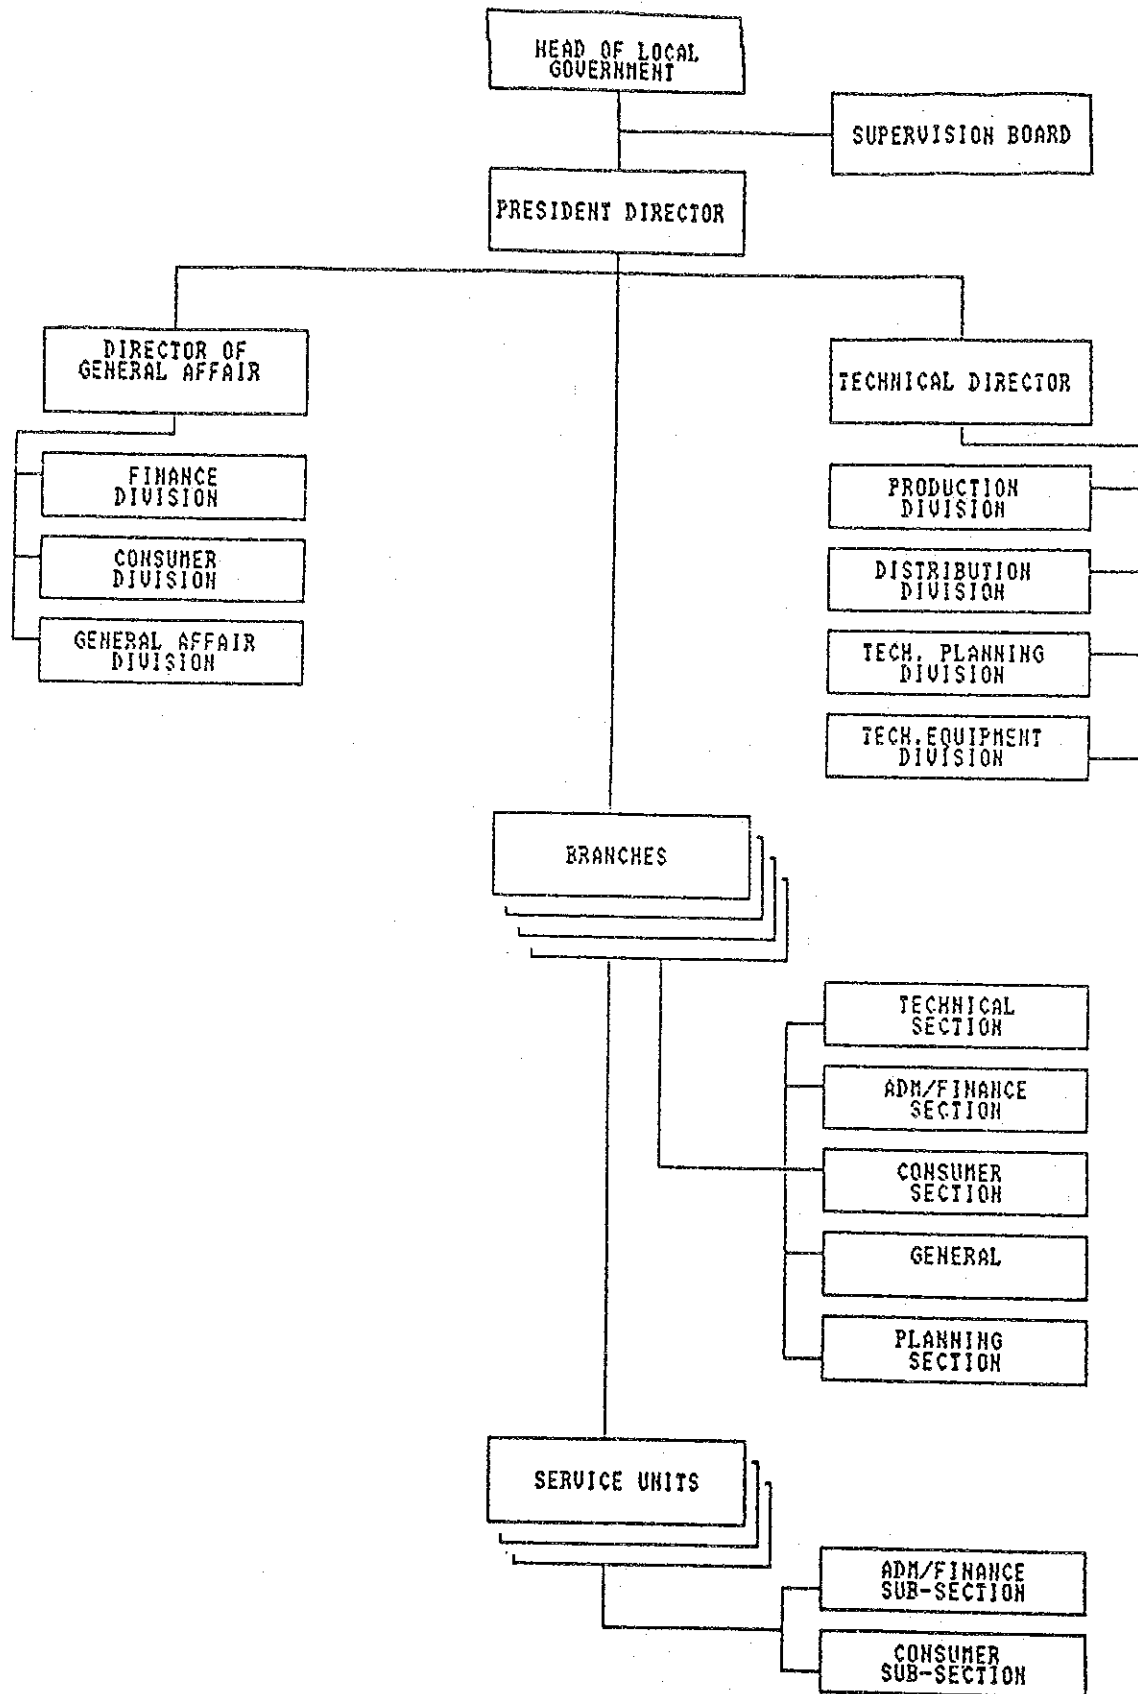 HEAD OF LOCAL
GOVERNMENT
SUPERVISION BOARD
PRESIDENT DIRECTOR
DIRECTOR OF
GENERAL AFFAIR
TECHNICAL DIRECTOR
FINANCE
DIVISION
CONSUMER
DIVISION
GENERAL AFFAIR
DIVISION
PRODUCTION
DIVISION
DISTRIBUTION
DIVISION
TECH. PLANNING
DIVISION
TECH.EQUIPMENT
DIVISION
BRANCHES
TECHNICAL
SECTION
ADM/FINANCE
SECTION
CONSUMER
SECTION
GENERAL
PLANNING
SECTION
SERVICE UNITS
ADM/FINANCE
SUB-SECTION
CONSUMER
SUB-SECTION